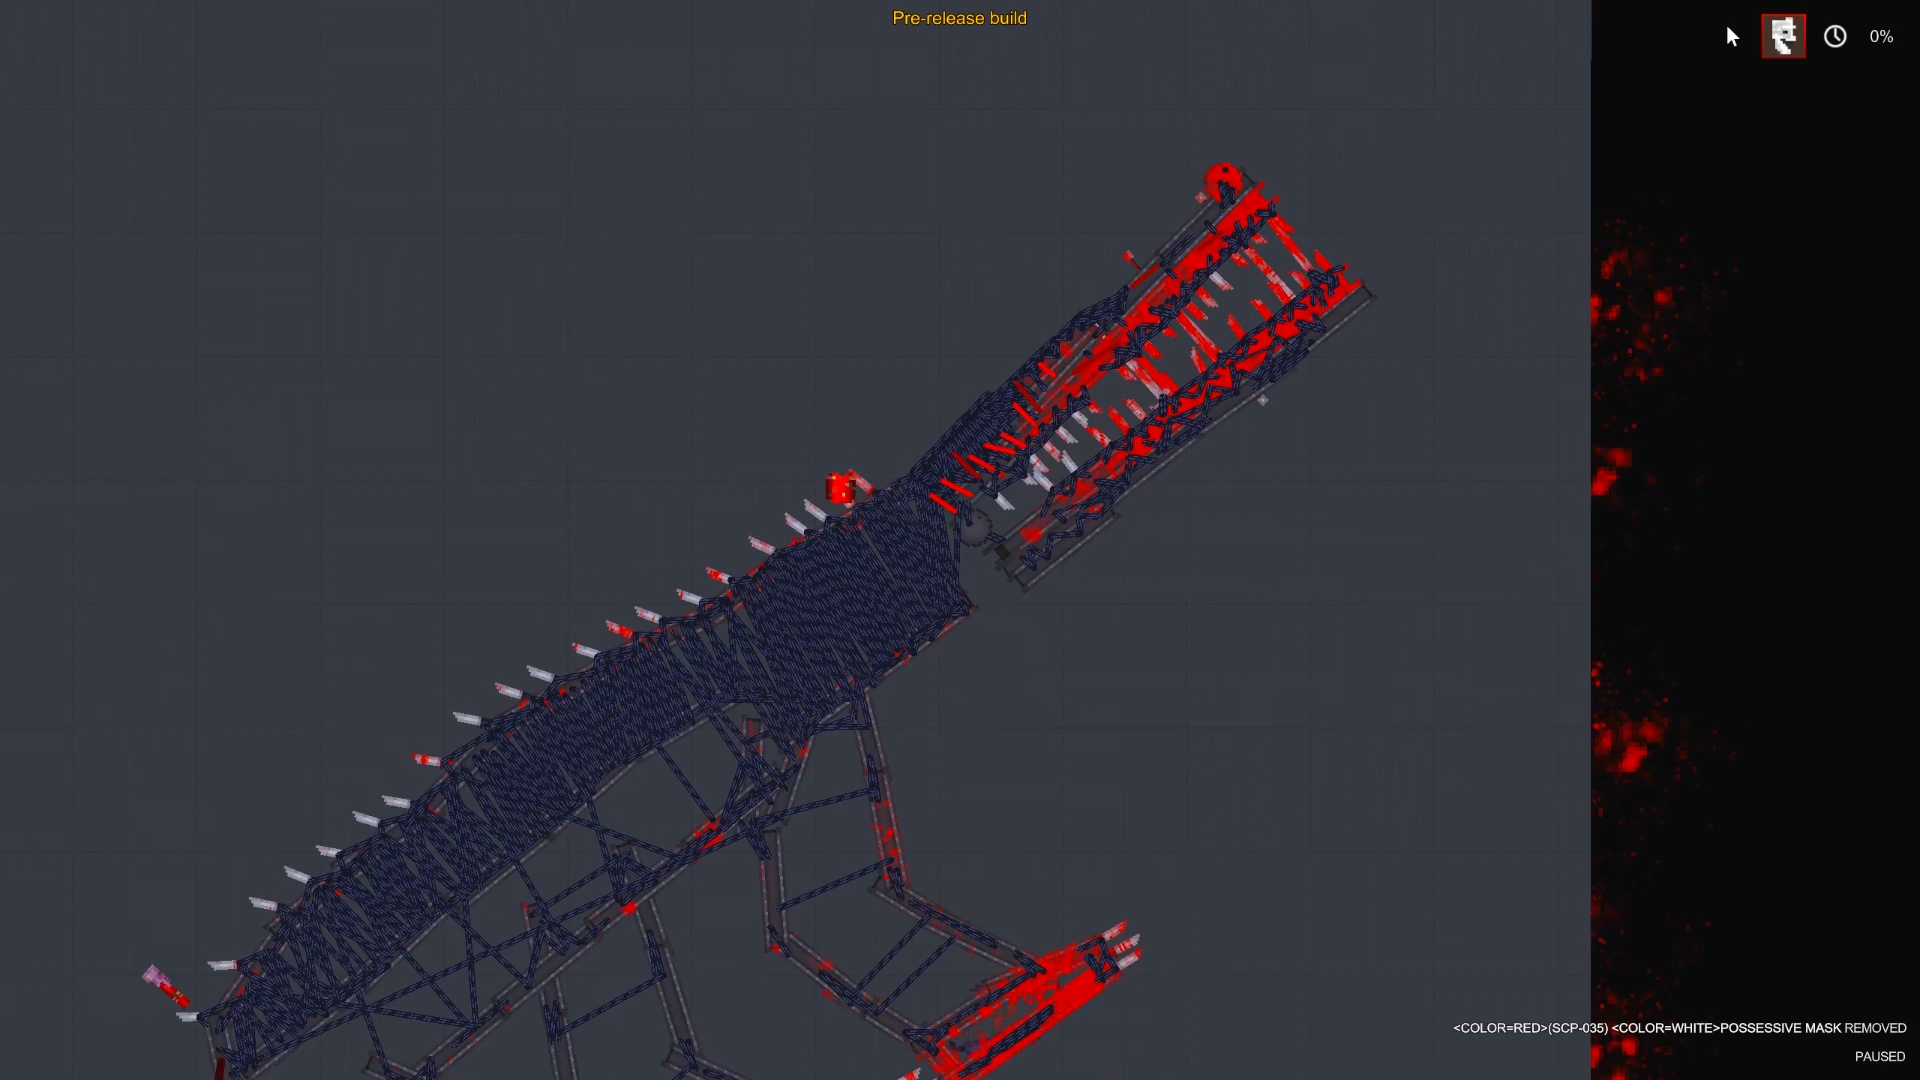 Pre-release build
0%
<COLOR=RED>(SCP-035) <COLOR=WHITE>POSSESSIVE MASK REMOVED
PAUSED